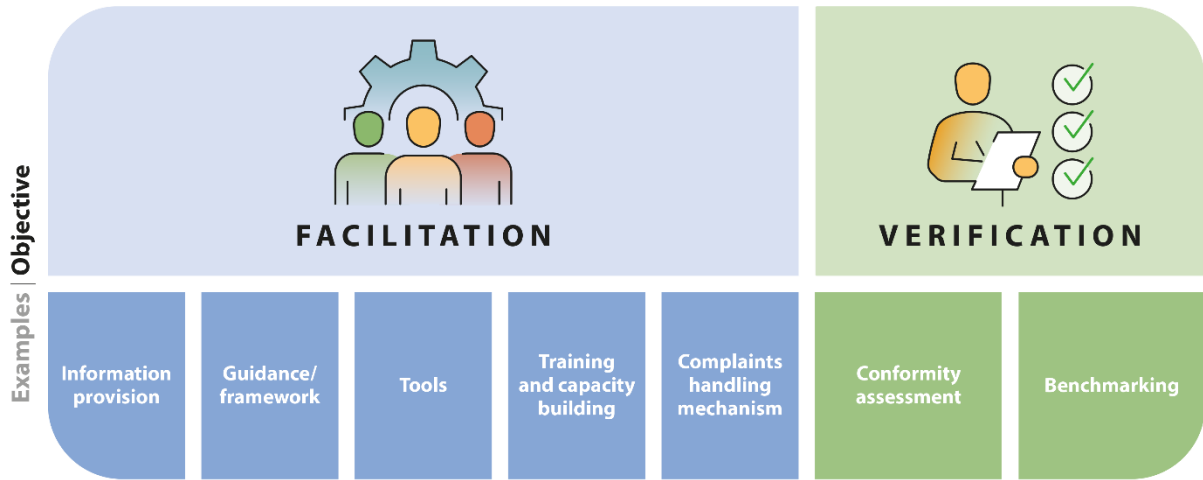 Examples | Objective
FACILITATION
VERIFICATION
Information
provision
Guidance/
framework
Tools
Training
and capacity
building
Complaints
handling
mechanism
Conformity
assessment
Benchmarking